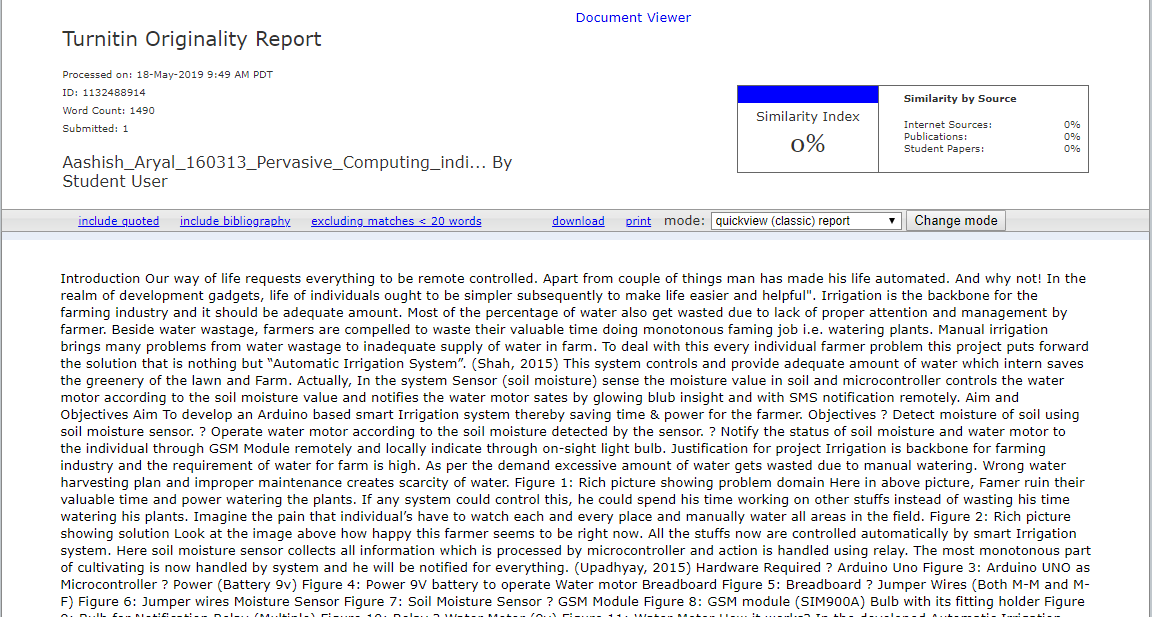 Document Viewer
Turnitin Originality Report
Processed on: 18-May-2019 9:49 AM PDT
ID: 1132488914
Word Count: 1490
Submitted: 1
Aashish_Aryal_160313_Pervasive_Computing_indi... By
Student User
Similarity Index
0%
Similarity by Source
Internet Sources: 0%
Publications: 0%
Student Papers: 0%
include quoted include bibliography excluding matches < 20 words download print mode: quickview (classic) report Change mode
Introduction Our way of life requests everything to be remote controlled. Apart from couple of things man has made his life automated. And why not! In the
realm of development gadgets, life of individuals ought to be simpler subsequently to make life easier and helpful". Irrigation is the backbone for the
farming industry and it should be adequate amount. Most of the percentage of water also get wasted due to lack of proper attention and management by
farmer. Beside water wastage, farmers are compelled to waste their valuable time doing monotonous faming job i.e. watering plants. Manual irrigation
brings many problems from water wastage to inadequate supply of water in farm. To deal with this every individual farmer problem this project puts forward
the solution that is nothing but “Automatic Irrigation System”. (Shah, 2015) This system controls and provide adequate amount of water which intern saves
the greenery of the lawn and Farm. Actually, In the system Sensor (soil moisture) sense the moisture value in soil and microcontroller controls the water
motor according to the soil moisture value and notifies the water motor sates by glowing blub insight and with SMS notification remotely. Aim and
Objectives Aim To develop an Arduino based smart Irrigation system thereby saving time & power for the farmer. Objectives ? Detect moisture of soil using
soil moisture sensor. ? Operate water motor according to the soil moisture detected by the sensor. ? Notify the status of soil moisture and water motor to
the individual through GSM Module remotely and locally indicate through on-sight light bulb. Justification for project Irrigation is backbone for farming
industry and the requirement of water for farm is high. As per the demand excessive amount of water gets wasted due to manual watering. Wrong water
harvesting plan and improper maintenance creates scarcity of water. Figure 1: Rich picture showing problem domain Here in above picture, Famer ruin their
valuable time and power watering the plants. If any system could control this, he could spend his time working on other stuffs instead of wasting his time
watering his plants. Imagine the pain that individual’s have to watch each and every place and manually water all areas in the field. Figure 2: Rich picture
showing solution Look at the image above how happy this farmer seems to be right now. All the stuffs now are controlled automatically by smart Irrigation
system. Here soil moisture sensor collects all information which is processed by microcontroller and action is handled using relay. The most monotonous part
of cultivating is now handled by system and he will be notified for everything. (Upadhyay, 2015) Hardware Required ? Arduino Uno Figure 3: Arduino UNO as
Microcontroller ? Power (Battery 9v) Figure 4: Power 9V battery to operate Water motor Breadboard Figure 5: Breadboard ? Jumper Wires (Both M-M and M-
F) Figure 6: Jumper wires Moisture Sensor Figure 7: Soil Moisture Sensor ? GSM Module Figure 8: GSM module (SIM900A) Bulb with its fitting holder Figure
9: Bulb for Notification Relay (Multiple) Figure 10: Relay ? Water Motor (9v) Figure 11: Water Motor How it works? In the developed Automatic Irrigation